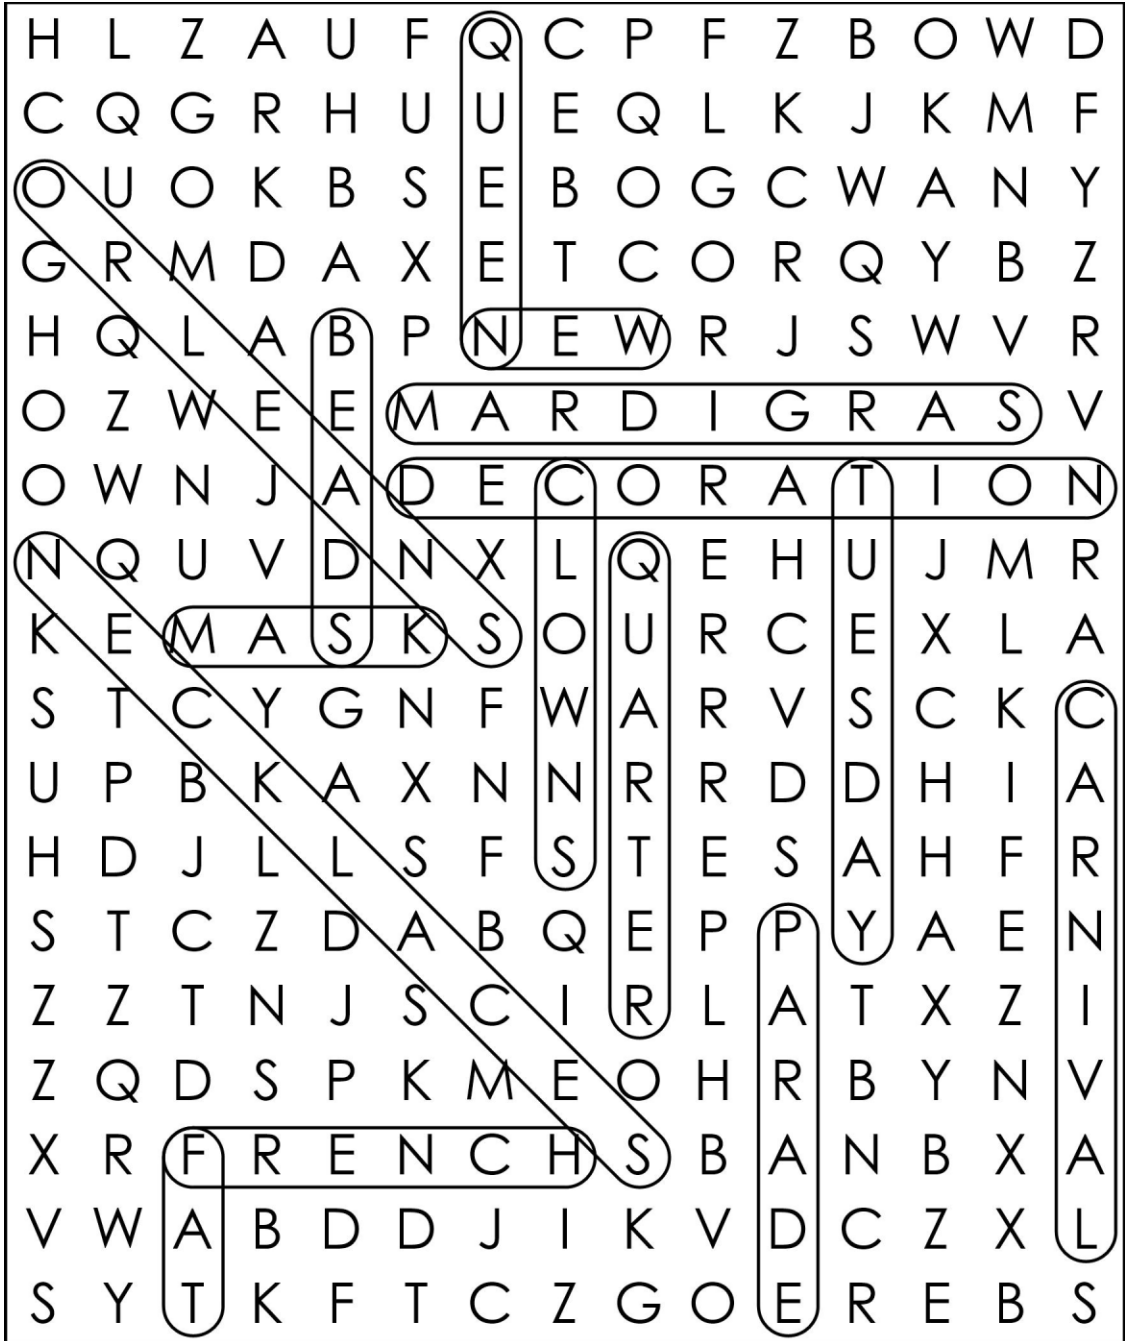 H L Z A U F Q C P F Z B O W D
C Q G R H U U E Q L K J K M F
O U O K B S E B O G C W A N Y
G R M D A X E T C O R Q Y B Z
H Q L A B P N E W R J S W V R
O Z W E E M A R D I G R A S V
O W N J A D E C O R A T I O N
N Q U V D N X L Q E H U J M R
K E M A S K S O U R C E X L A
S T C Y G N F W A R V S C K C
U P B K A X N N R R D D H I A
H D J L L S F S T E S A H F R
S T C Z D A B Q E P P Y A E N
Z Z T N J S C I R L A T X Z I
Z Q D S P K M E O H R B Y N V
X R F R E N C H S B A N B X A
V W A B D D J I K V D C Z X L
S Y T K F T C Z G O E R E B S